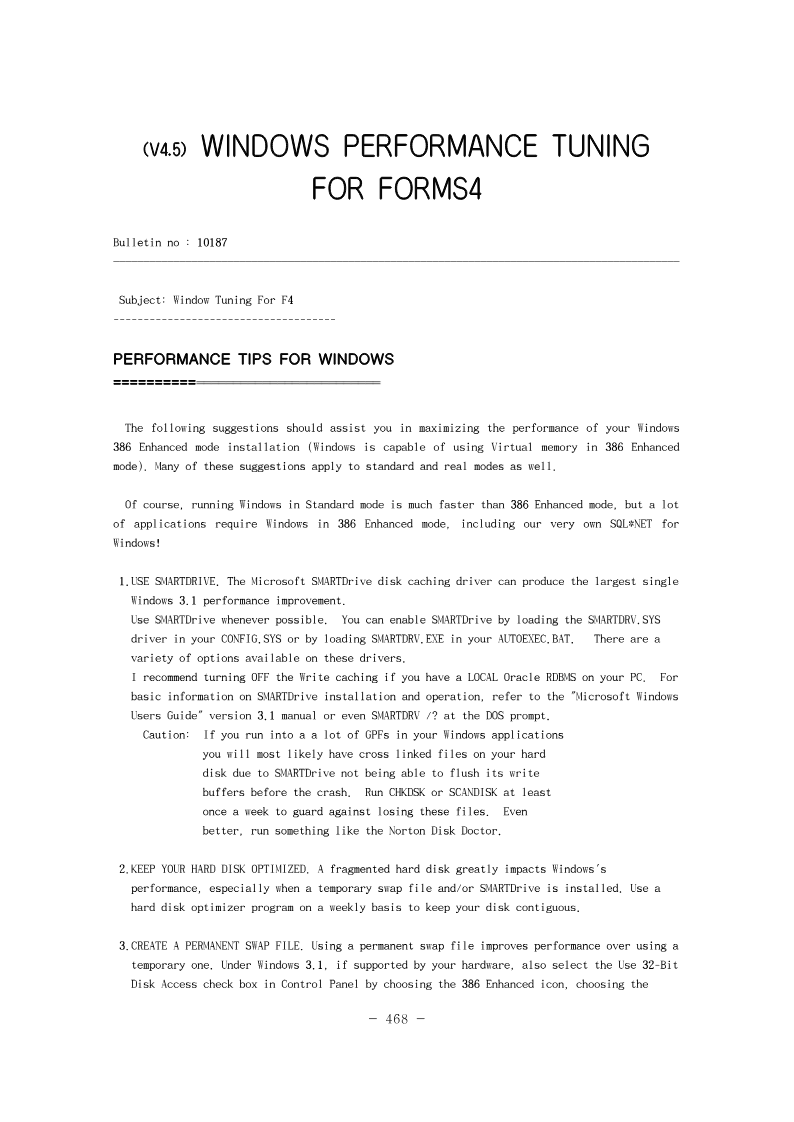 (V4.5) WINDOWS PERFORMANCE TUNING
FOR FORMS4
Bulletin no : 10187
Subject: Window Tuning For F4
-------------------------------------
PERFORMANCE TIPS FOR WINDOWS
================================
The following suggestions should assist you in maximizing the performance of your Windows
386 Enhanced mode installation (Windows is capable of using Virtual memory in 386 Enhanced
mode). Many of these suggestions apply to standard and real modes as well.
Of course, running Windows in Standard mode is much faster than 386 Enhanced mode, but a lot
of applications require Windows in 386 Enhanced mode, including our very own SQL*NET for
Windows!
1.USE SMARTDRIVE. The Microsoft SMARTDrive disk caching driver can produce the largest single
Windows 3.1 performance improvement.
Use SMARTDrive whenever possible. You can enable SMARTDrive by loading the SMARTDRV.SYS
driver in your CONFIG.SYS or by loading SMARTDRV.EXE in your AUTOEXEC.BAT. There are a
variety of options available on these drivers.
I recommend turning OFF the Write caching if you have a LOCAL Oracle RDBMS on your PC. For
basic information on SMARTDrive installation and operation, refer to the "Microsoft Windows
Users Guide" version 3.1 manual or even SMARTDRV /? at the DOS prompt.
Caution: If you run into a a lot of GPFs in your Windows applications
you will most likely have cross linked files on your hard
disk due to SMARTDrive not being able to flush its write
buffers before the crash. Run CHKDSK or SCANDISK at least
once a week to guard against losing these files. Even
better, run something like the Norton Disk Doctor.
2.KEEP YOUR HARD DISK OPTIMIZED. A fragmented hard disk greatly impacts Windows's
performance, especially when a temporary swap file and/or SMARTDrive is installed. Use a
hard disk optimizer program on a weekly basis to keep your disk contiguous.
3.CREATE A PERMANENT SWAP FILE. Using a permanent swap file improves performance over using a
temporary one. Under Windows 3.1, if supported by your hardware, also select the Use 32-Bit
Disk Access check box in Control Panel by choosing the 386 Enhanced icon, choosing the
- 468 -